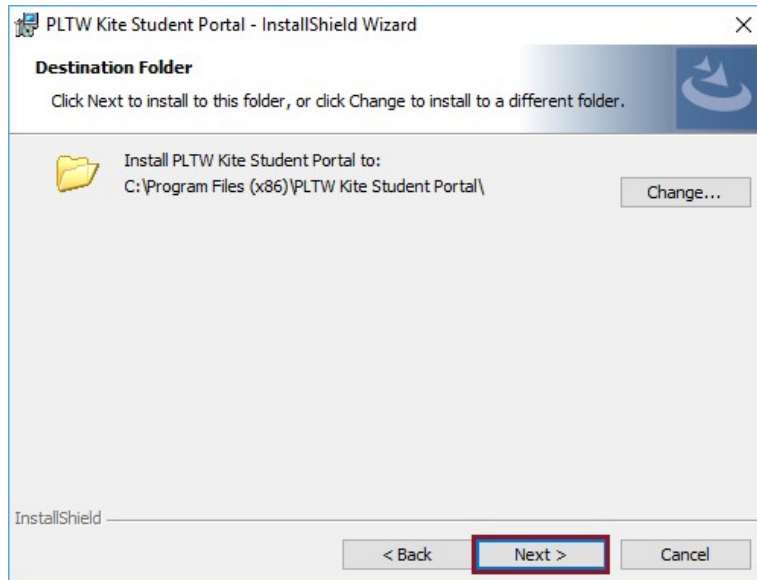 PLTW Kite Student Portal - InstallShield Wizard
Destination Folder
Click Next to install to this folder, or click Change to install to a different folder.
Install PLTW Kite Student Portal to:
C:\Program Files (x86)\PLTW Kite Student Portal\
Change...
InstallShield
< Back
Next >
Cancel